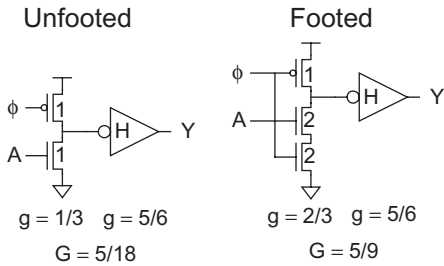 Unfooted
ϕ
1
A
1
H
Y
g = 1/3 g = 5/6
G = 5/18
Footed
ϕ
1
A
2
2
H
Y
g = 2/3 g = 5/6
G = 5/9